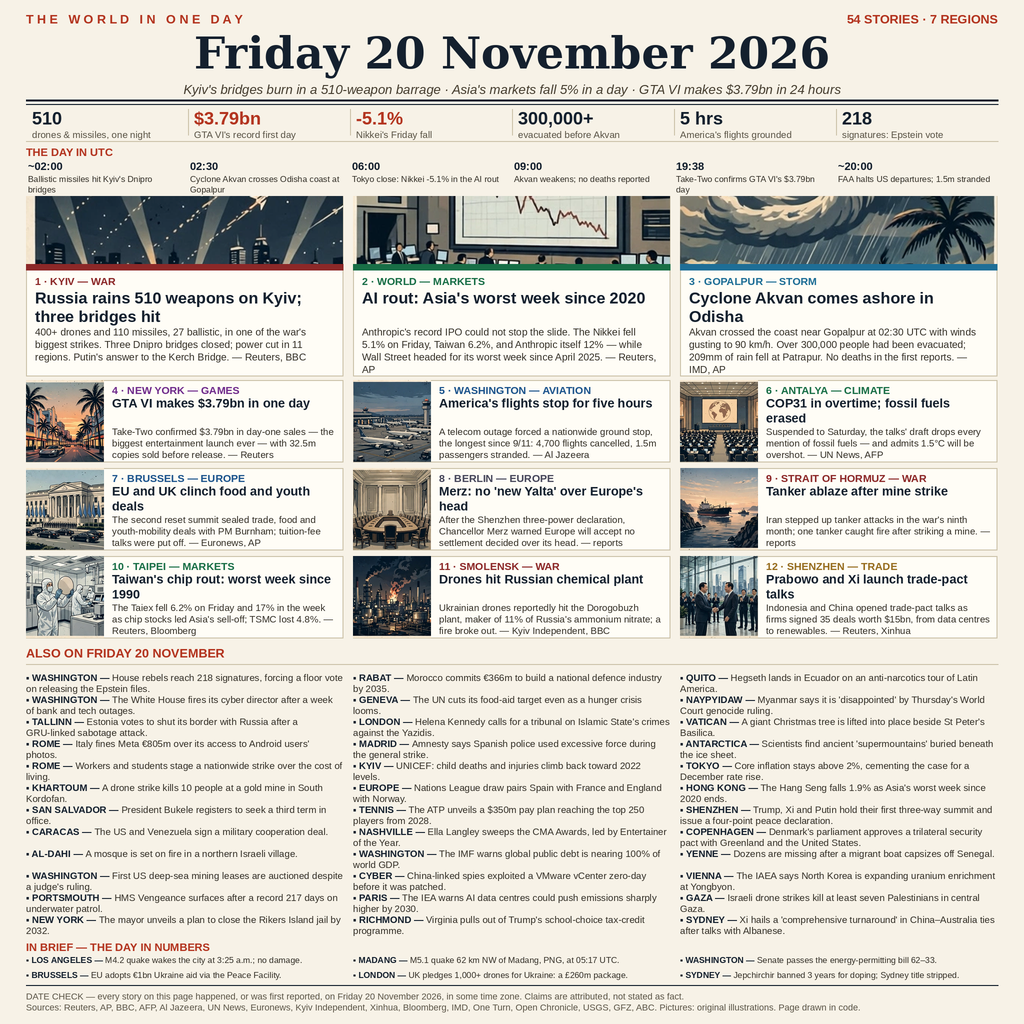 THE WORLD IN ONE DAY
54 STORIES · 7 REGIONS
Friday 20 November 2026
Kyiv's bridges burn in a 510-weapon barrage · Asia's markets fall 5% in a day · GTA VI makes $3.79bn in 24 hours
510
drones & missiles, one night
$3.79bn
GTA VI's record first day
-5.1%
Nikkei's Friday fall
300,000+
evacuated before Akvan
5 hrs
America's flights grounded
218
signatures: Epstein vote
THE DAY IN UTC
~02:00
Ballistic missiles hit Kyiv's Dnipro
bridges
02:30
Cyclone Akvan crosses Odisha coast at
Gopalpur
06:00
Tokyo close: Nikkei -5.1% in the AI rout
09:00
Akvan weakens; no deaths reported
19:38
Take-Two confirms GTA VI's $3.79bn
day
~20:00
FAA halts US departures; 1.5m stranded
1 · KYIV — WAR
Russia rains 510 weapons on Kyiv;
three bridges hit
400+ drones and 110 missiles, 27 ballistic, in one of the war's
biggest strikes. Three Dnipro bridges closed; power cut in 11
regions. Putin's answer to the Kerch Bridge. — Reuters, BBC
2 · WORLD — MARKETS
AI rout: Asia's worst week since 2020
Anthropic's record IPO could not stop the slide. The Nikkei fell
5.1% on Friday, Taiwan 6.2%, and Anthropic itself 12% — while
Wall Street headed for its worst week since April 2025. — Reuters,
AP
3 · GOPALPUR — STORM
Cyclone Akvan comes ashore in
Odisha
Akvan crossed the coast near Gopalpur at 02:30 UTC with winds
gusting to 90 km/h. Over 300,000 people had been evacuated;
209mm of rain fell at Patrapur. No deaths in the first reports. —
IMD, AP
4 · NEW YORK — GAMES
GTA VI makes $3.79bn in one day
Take-Two confirmed $3.79bn in day-one sales — the
biggest entertainment launch ever — with 32.5m
copies sold before release. — Reuters
5 · WASHINGTON — AVIATION
America's flights stop for five hours
A telecom outage forced a nationwide ground stop,
the longest since 9/11: 4,700 flights cancelled, 1.5m
passengers stranded. — Al Jazeera
6 · ANTALYA — CLIMATE
COP31 in overtime; fossil fuels
erased
Suspended to Saturday, the talks' draft drops every
mention of fossil fuels — and admits 1.5°C will be
overshot. — UN News, AFP
7 · BRUSSELS — EUROPE
EU and UK clinch food and youth
deals
The second reset summit sealed trade, food and
youth-mobility deals with PM Burnham; tuition-fee
talks were put off. — Euronews, AP
8 · BERLIN — EUROPE
Merz: no 'new Yalta' over Europe's
head
After the Shenzhen three-power declaration,
Chancellor Merz warned Europe will accept no
settlement decided over its head. — reports
9 · STRAIT OF HORMUZ — WAR
Tanker ablaze after mine strike
Iran stepped up tanker attacks in the war's ninth
month; one tanker caught fire after striking a mine. —
reports
10 · TAIPEI — MARKETS
Taiwan's chip rout: worst week since
1990
The Taiex fell 6.2% on Friday and 17% in the week
as chip stocks led Asia's sell-off; TSMC lost 4.8%. —
Reuters, Bloomberg
11 · SMOLENSK — WAR
Drones hit Russian chemical plant
Ukrainian drones reportedly hit the Dorogobuzh
plant, maker of 11% of Russia's ammonium nitrate; a
fire broke out. — Kyiv Independent, BBC
12 · SHENZHEN — TRADE
Prabowo and Xi launch trade-pact
talks
Indonesia and China opened trade-pact talks as
firms signed 35 deals worth $15bn, from data centres
to renewables. — Reuters, Xinhua
ALSO ON FRIDAY 20 NOVEMBER
▪ WASHINGTON — House rebels reach 218 signatures, forcing a floor vote
on releasing the Epstein files.
▪ WASHINGTON — The White House fires its cyber director after a week
of bank and tech outages.
▪ TALLINN — Estonia votes to shut its border with Russia after a
GRU-linked sabotage attack.
▪ ROME — Italy fines Meta €805m over its access to Android users'
photos.
▪ ROME — Workers and students stage a nationwide strike over the cost of
living.
▪ KHARTOUM — A drone strike kills 10 people at a gold mine in South
Kordofan.
▪ SAN SALVADOR — President Bukele registers to seek a third term in
office.
▪ CARACAS — The US and Venezuela sign a military cooperation deal.
▪ AL-DAHI — A mosque is set on fire in a northern Israeli village.
▪ WASHINGTON — First US deep-sea mining leases are auctioned despite
a judge's ruling.
▪ PORTSMOUTH — HMS Vengeance surfaces after a record 217 days on
underwater patrol.
▪ NEW YORK — The mayor unveils a plan to close the Rikers Island jail by
2032.
▪ RABAT — Morocco commits €366m to build a national defence industry
by 2035.
▪ GENEVA — The UN cuts its food-aid target even as a hunger crisis
looms.
▪ LONDON — Helena Kennedy calls for a tribunal on Islamic State's crimes
against the Yazidis.
▪ MADRID — Amnesty says Spanish police used excessive force during
the general strike.
▪ KYIV — UNICEF: child deaths and injuries climb back toward 2022
levels.
▪ EUROPE — Nations League draw pairs Spain with France and England
with Norway.
▪ TENNIS — The ATP unveils a $350m pay plan reaching the top 250
players from 2028.
▪ NASHVILLE — Ella Langley sweeps the CMA Awards, led by Entertainer
of the Year.
▪ WASHINGTON — The IMF warns global public debt is nearing 100% of
world GDP.
▪ CYBER — China-linked spies exploited a VMware vCenter zero-day
before it was patched.
▪ PARIS — The IEA warns AI data centres could push emissions sharply
higher by 2030.
▪ RICHMOND — Virginia pulls out of Trump's school-choice tax-credit
programme.
▪ QUITO — Hegseth lands in Ecuador on an anti-narcotics tour of Latin
America.
▪ NAYPYIDAW — Myanmar says it is 'disappointed' by Thursday's World
Court genocide ruling.
▪ VATICAN — A giant Christmas tree is lifted into place beside St Peter's
Basilica.
▪ ANTARCTICA — Scientists find ancient 'supermountains' buried beneath
the ice sheet.
▪ TOKYO — Core inflation stays above 2%, cementing the case for a
December rate rise.
▪ HONG KONG — The Hang Seng falls 1.9% as Asia's worst week since
2020 ends.
▪ SHENZHEN — Trump, Xi and Putin hold their first three-way summit and
issue a four-point peace declaration.
▪ COPENHAGEN — Denmark's parliament approves a trilateral security
pact with Greenland and the United States.
▪ YENNE — Dozens are missing after a migrant boat capsizes off Senegal.
▪ VIENNA — The IAEA says North Korea is expanding uranium enrichment
at Yongbyon.
▪ GAZA — Israeli drone strikes kill at least seven Palestinians in central
Gaza.
▪ SYDNEY — Xi hails a 'comprehensive turnaround' in China–Australia ties
after talks with Albanese.
IN BRIEF — THE DAY IN NUMBERS
▪ LOS ANGELES — M4.2 quake wakes the city at 3:25 a.m.; no damage.
▪ MADANG — M5.1 quake 62 km NW of Madang, PNG, at 05:17 UTC.
▪ WASHINGTON — Senate passes the energy-permitting bill 62–33.
▪ BRUSSELS — EU adopts €1bn Ukraine aid via the Peace Facility.
▪ LONDON — UK pledges 1,000+ drones for Ukraine: a £260m package.
▪ SYDNEY — Jepchirchir banned 3 years for doping; Sydney title stripped.
DATE CHECK — every story on this page happened, or was first reported, on Friday 20 November 2026, in some time zone. Claims are attributed, not stated as fact.
Sources: Reuters, AP, BBC, AFP, Al Jazeera, UN News, Euronews, Kyiv Independent, Xinhua, Bloomberg, IMD, One Turn, Open Chronicle, USGS, GFZ, ABC. Pictures: original illustrations. Page drawn in code.